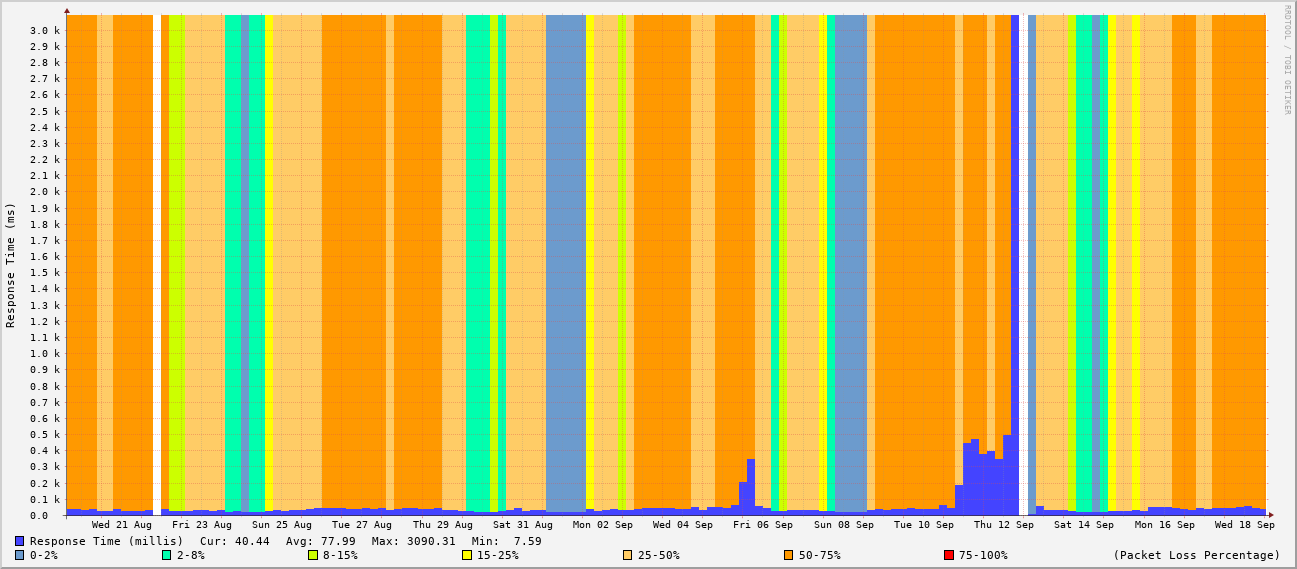 RRDTOOL / TOBI OETIKER
Response Time (ms)
3.0 k
2.9 k
2.8 k
2.7 k
2.6 k
2.5 k
2.4 k
2.3 k
2.2 k
2.1 k
2.0 k
1.9 k
1.8 k
1.7 k
1.6 k
1.5 k
1.4 k
1.3 k
1.2 k
1.1 k
1.0 k
0.9 k
0.8 k
0.7 k
0.6 k
0.5 k
0.4 k
0.3 k
0.2 k
0.1 k
0.0
Wed 21 Aug Fri 23 Aug Sun 25 Aug Tue 27 Aug Thu 29 Aug Sat 31 Aug Mon 02 Sep Wed 04 Sep Fri 06 Sep Sun 08 Sep Tue 10 Sep Thu 12 Sep Sat 14 Sep Mon 16 Sep Wed 18 Sep
Response Time (millis) Cur: 40.44 Avg: 77.99 Max: 3090.31 Min: 7.59
0-2% 2-8% 8-15% 15-25% 25-50% 50-75% 75-100% (Packet Loss Percentage)